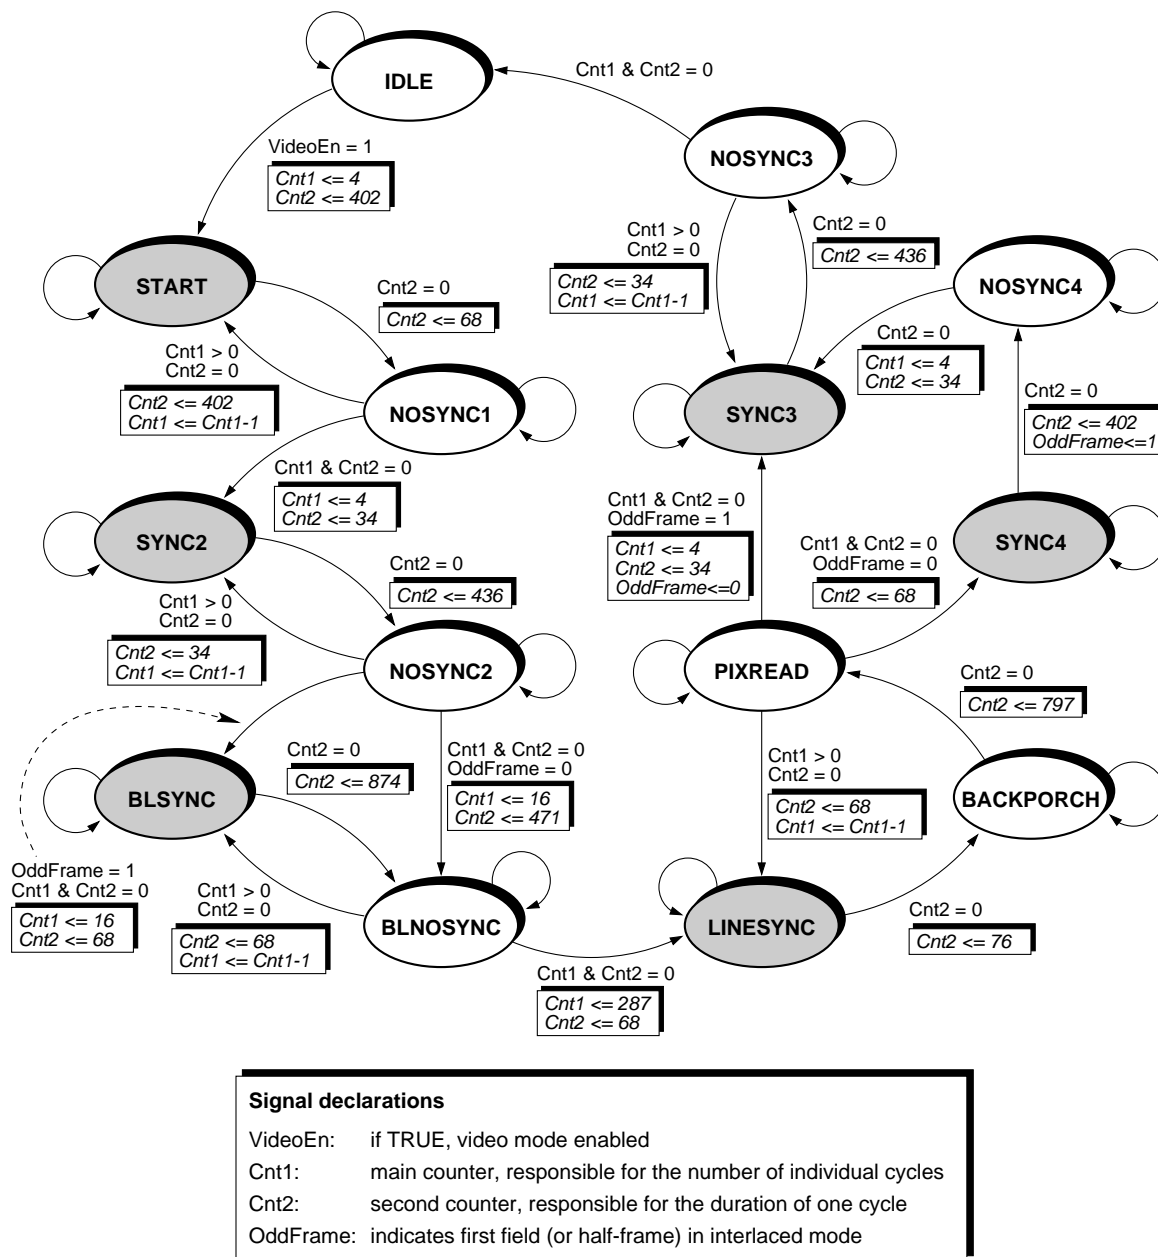 IDLE
Cnt1 & Cnt2 = 0
NOSYNC3
VideoEn = 1
Cnt1 <= 4
Cnt2 <= 402
Cnt1 > 0
Cnt2 = 0
Cnt2 <= 34
Cnt1 <= Cnt1-1
Cnt2 = 0
Cnt2 <= 436
START
NOSYNC4
Cnt2 = 0
Cnt2 <= 68
Cnt2 = 0
Cnt1 <= 4
Cnt2 <= 34
Cnt1 > 0
Cnt2 = 0
Cnt2 <= 402
Cnt1 <= Cnt1-1
NOSYNC1
SYNC3
Cnt2 = 0
Cnt2 <= 402
OddFrame<=1
Cnt1 & Cnt2 = 0
Cnt1 <= 4
Cnt2 <= 34
Cnt1 & Cnt2 = 0
OddFrame = 1
Cnt1 <= 4
Cnt2 <= 34
OddFrame<=0
SYNC2
SYNC4
Cnt2 = 0
Cnt2 <= 436
Cnt1 & Cnt2 = 0
OddFrame = 0
Cnt2 <= 68
Cnt1 > 0
Cnt2 = 0
Cnt2 <= 34
Cnt1 <= Cnt1-1
NOSYNC2
PIXREAD
Cnt2 = 0
Cnt2 <= 797
Cnt2 = 0
Cnt2 <= 874
Cnt1 & Cnt2 = 0
OddFrame = 0
Cnt1 <= 16
Cnt2 <= 471
Cnt1 > 0
Cnt2 = 0
Cnt2 <= 68
Cnt1 <= Cnt1-1
BLSYNC
BACKPORCH
OddFrame = 1
Cnt1 & Cnt2 = 0
Cnt1 <= 16
Cnt2 <= 68
Cnt1 > 0
Cnt2 = 0
Cnt2 <= 68
Cnt1 <= Cnt1-1
BLNOSYNC
LINESYNC
Cnt2 = 0
Cnt2 <= 76
Cnt1 & Cnt2 = 0
Cnt1 <= 287
Cnt2 <= 68
Signal declarations
VideoEn: if TRUE, video mode enabled
Cnt1: main counter, responsible for the number of individual cycles
Cnt2: second counter, responsible for the duration of one cycle
OddFrame: indicates first field (or half-frame) in interlaced mode